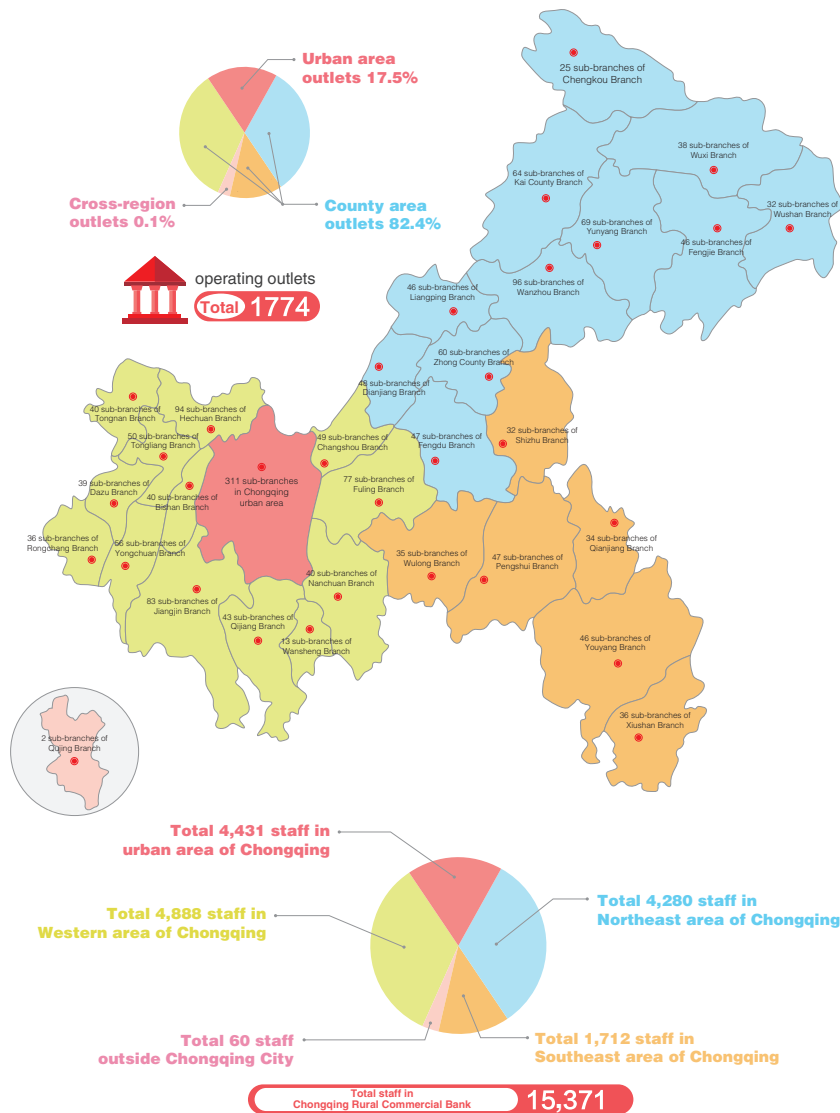 Urban area
outlets 17.5%
Cross-region
outlets 0.1%
County area
outlets 82.4%
operating outlets
Total 1774
25 sub-branches of
Chengkou Branch
38 sub-branches of
Wuxi Branch
64 sub-branches of
Kai County Branch
32 sub-branches of
Wushan Branch
69 sub-branches of
Yunyang Branch
46 sub-branches of
Fengjie Branch
96 sub-branches of
Wanzhou Branch
46 sub-branches of
Liangping Branch
60 sub-branches of
Zhong County Branch
48 sub-branches of
Dianjiang Branch
40 sub-branches of
Tongnan Branch
94 sub-branches of
Hechuan Branch
50 sub-branches of
Tongliang Branch
49 sub-branches of
Changshou Branch
47 sub-branches of
Fengdu Branch
32 sub-branches of
Shizhu Branch
39 sub-branches of
Dazu Branch
40 sub-branches of
Bishan Branch
311 sub-branches
in Chongqing
urban area
77 sub-branches of
Fuling Branch
36 sub-branches of
Rongchang Branch
56 sub-branches of
Yongchuan Branch
35 sub-branches of
Wulong Branch
47 sub-branches of
Pengshui Branch
34 sub-branches of
Qianjiang Branch
83 sub-branches of
Jiangjin Branch
40 sub-branches of
Nanchuan Branch
43 sub-branches of
Qijiang Branch
13 sub-branches of
Wansheng Branch
46 sub-branches of
Youyang Branch
36 sub-branches of
Xiushan Branch
2 sub-branches of
Qujing Branch
Total 4,431 staff in
urban area of Chongqing
Total 4,888 staff in
Western area of Chongqing
Total 4,280 staff in
Northeast area of Chongqing
Total 60 staff
outside Chongqing City
Total 1,712 staff in
Southeast area of Chongqing
Total staff in
Chongqing Rural Commercial Bank
15,371